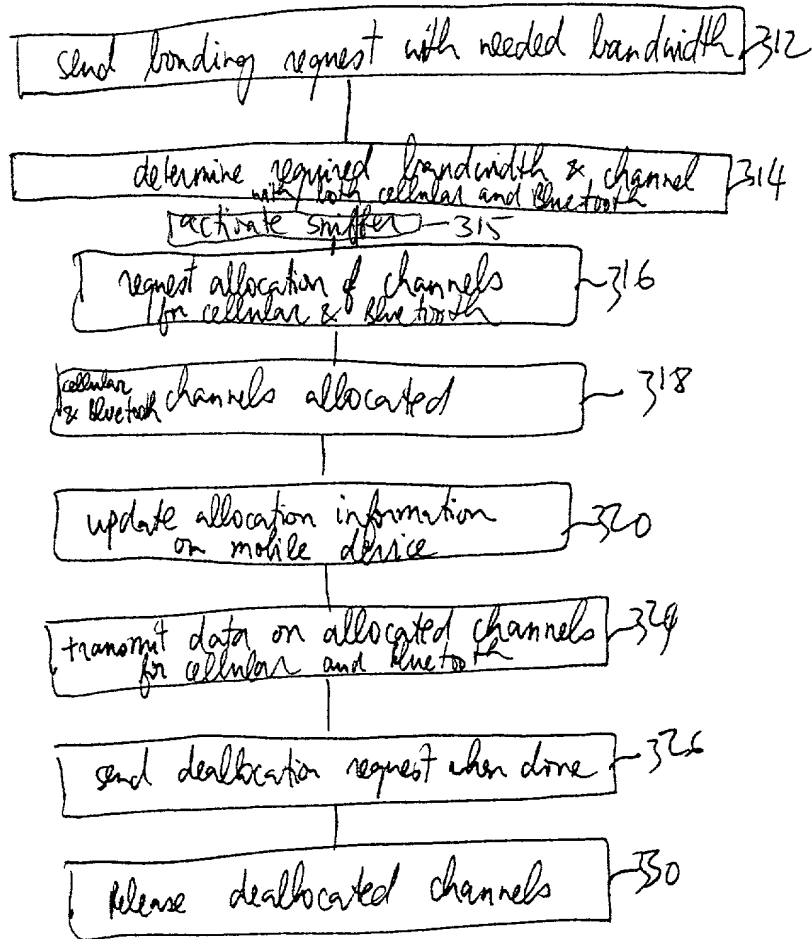 send bonding request with needed bandwidth 312
determine required bandwidth & channel 314
with both cellular and Bluetooth
activate sniffer 315
request allocation of channels 316
for cellular & Bluetooth
cellular
& Bluetooth channels allocated 318
update allocation information 320
on mobile device
transmit data on allocated channels 324
for cellular and Bluetooth
send deallocation request when done 326
Release deallocated channels 330